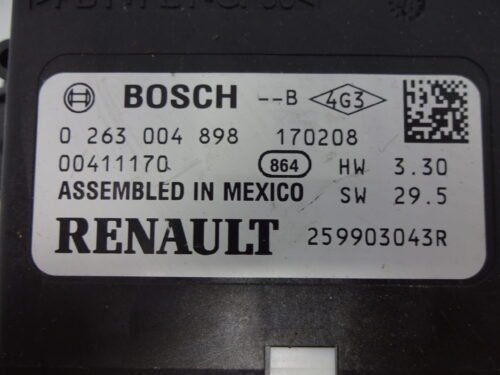 BOSCH --B 4G3
0 263 004 898 170208
00411170 864 HW 3.30
ASSEMBLED IN MEXICO SW 29.5
RENAULT 259903043R